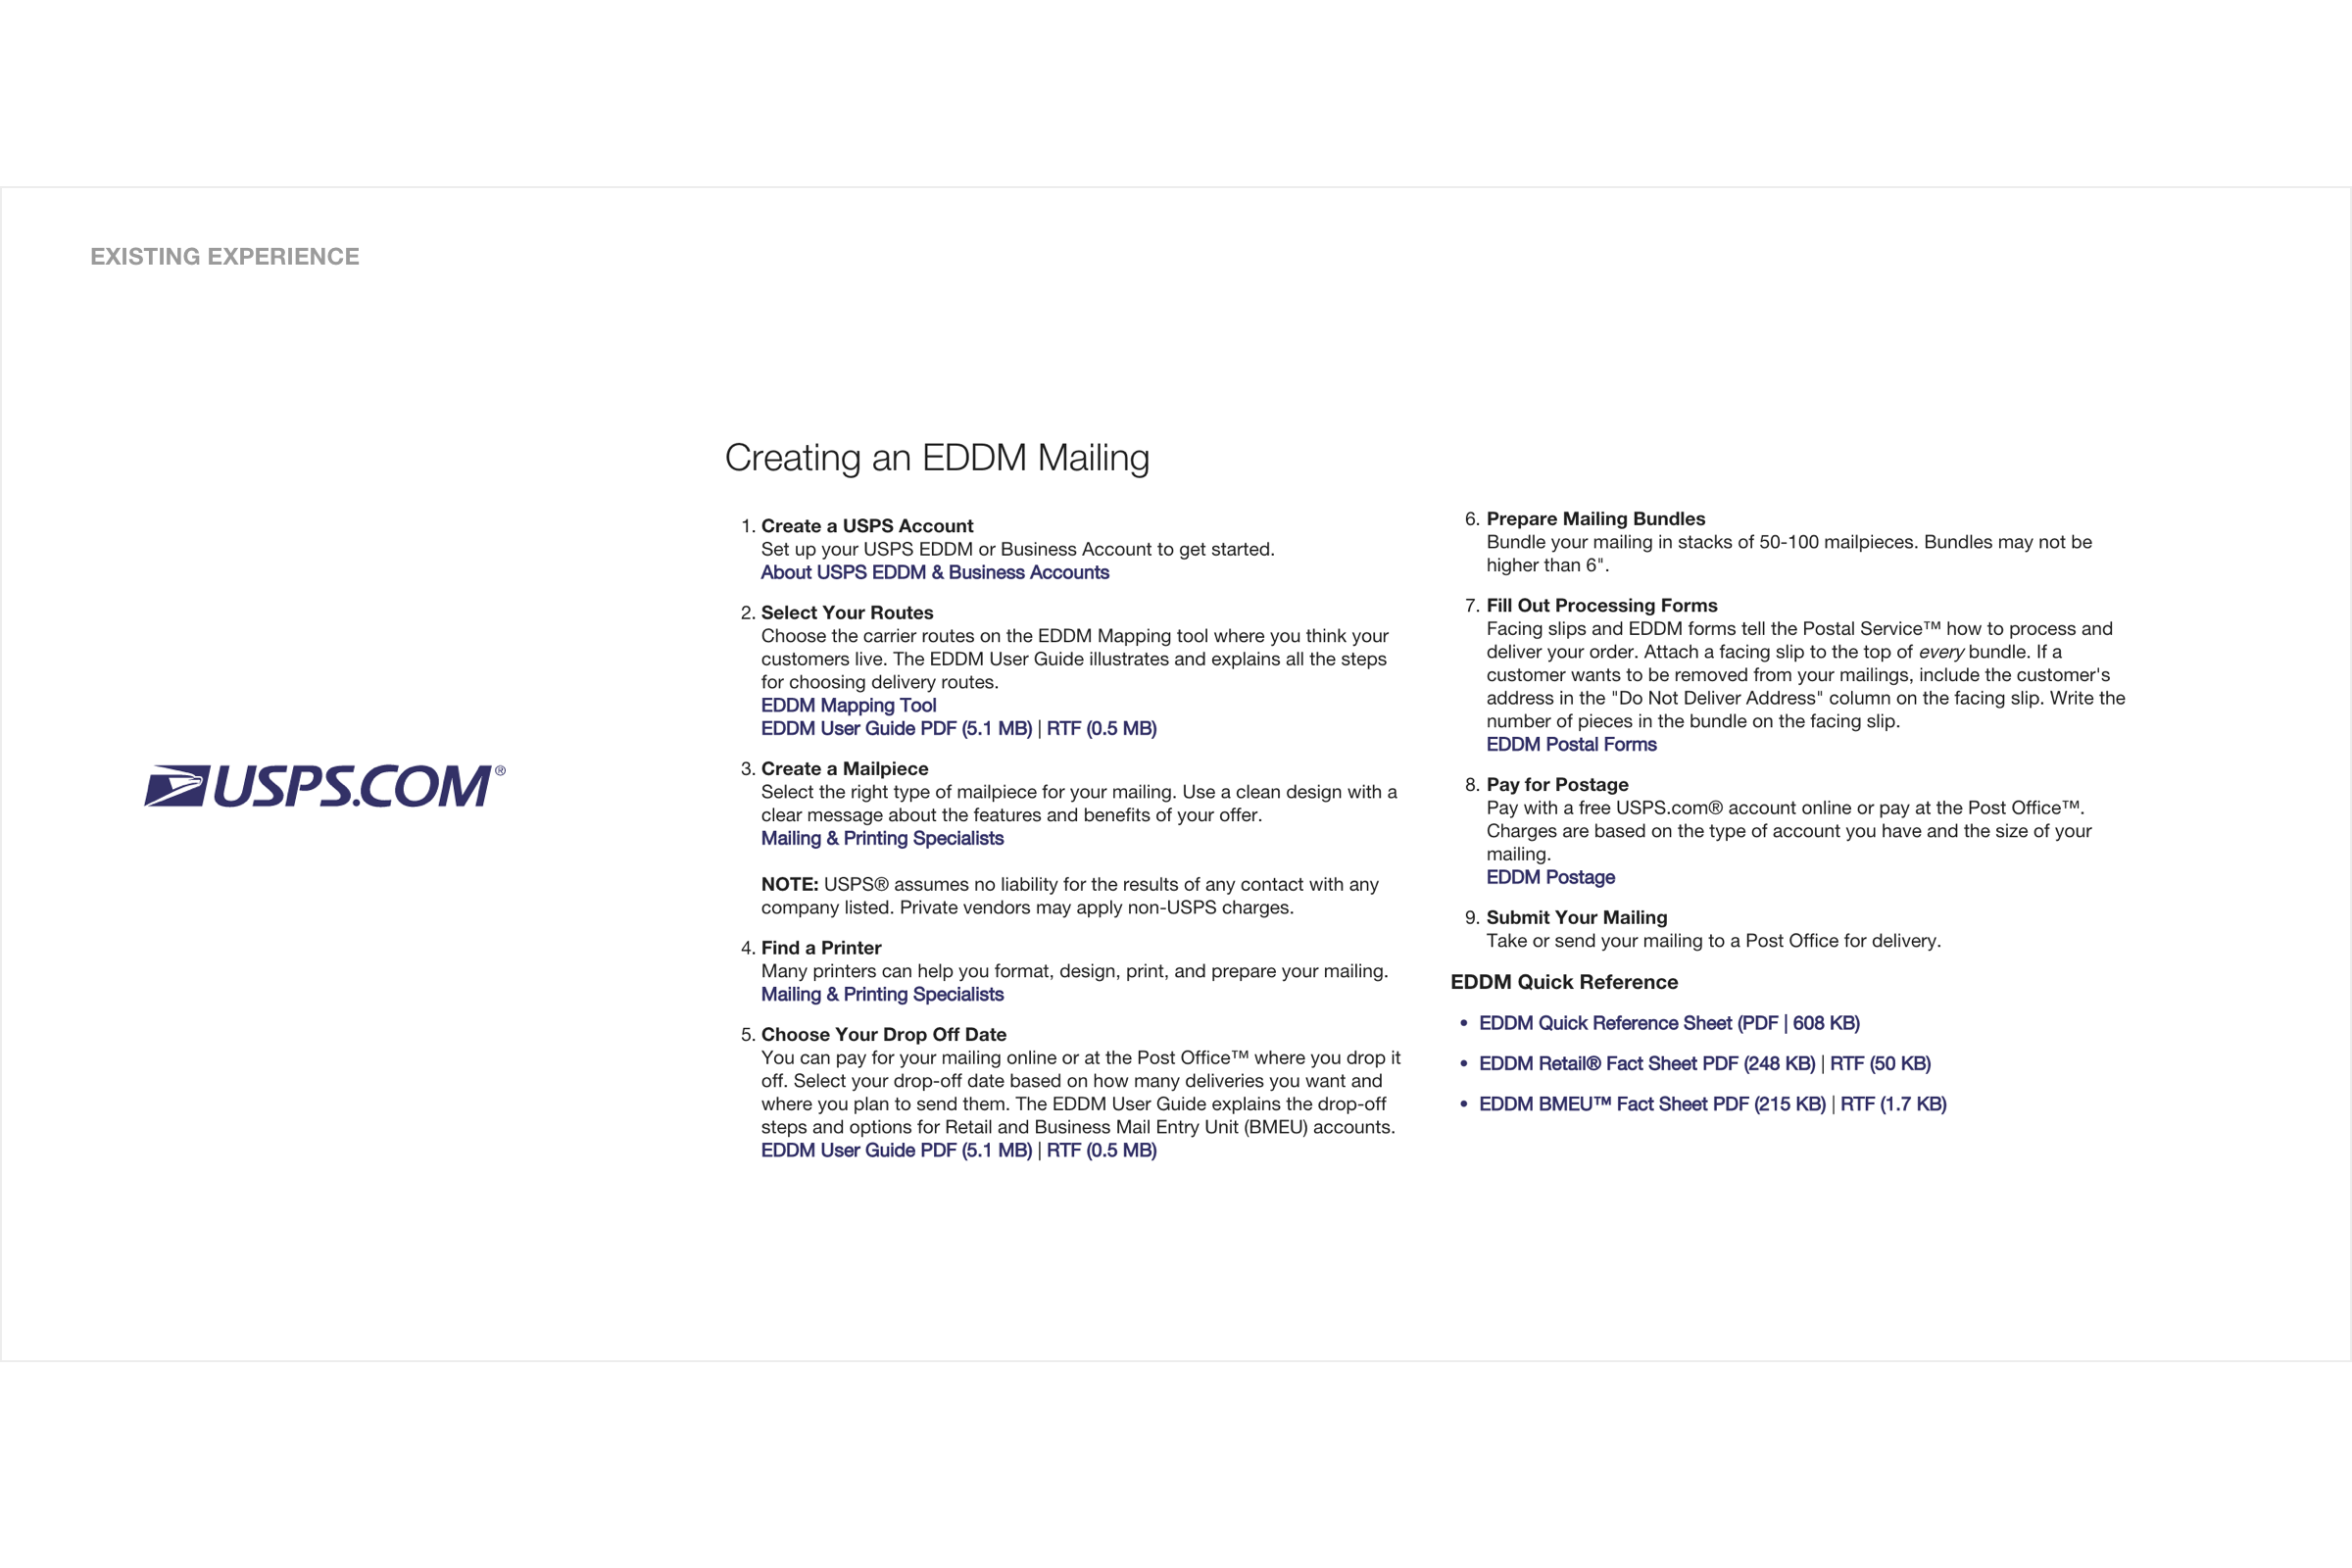 EXISTING EXPERIENCE
USPS.COM®
Creating an EDDM Mailing
1. Create a USPS Account
Set up your USPS EDDM or Business Account to get started.
About USPS EDDM & Business Accounts
2. Select Your Routes
Choose the carrier routes on the EDDM Mapping tool where you think your
customers live. The EDDM User Guide illustrates and explains all the steps
for choosing delivery routes.
EDDM Mapping Tool
EDDM User Guide PDF (5.1 MB) | RTF (0.5 MB)
3. Create a Mailpiece
Select the right type of mailpiece for your mailing. Use a clean design with a
clear message about the features and benefits of your offer.
Mailing & Printing Specialists
NOTE: USPS® assumes no liability for the results of any contact with any
company listed. Private vendors may apply non-USPS charges.
4. Find a Printer
Many printers can help you format, design, print, and prepare your mailing.
Mailing & Printing Specialists
5. Choose Your Drop Off Date
You can pay for your mailing online or at the Post Office™ where you drop it
off. Select your drop-off date based on how many deliveries you want and
where you plan to send them. The EDDM User Guide explains the drop-off
steps and options for Retail and Business Mail Entry Unit (BMEU) accounts.
EDDM User Guide PDF (5.1 MB) | RTF (0.5 MB)
6. Prepare Mailing Bundles
Bundle your mailing in stacks of 50-100 mailpieces. Bundles may not be
higher than 6".
7. Fill Out Processing Forms
Facing slips and EDDM forms tell the Postal Service™ how to process and
deliver your order. Attach a facing slip to the top of every bundle. If a
customer wants to be removed from your mailings, include the customer's
address in the "Do Not Deliver Address" column on the facing slip. Write the
number of pieces in the bundle on the facing slip.
EDDM Postal Forms
8. Pay for Postage
Pay with a free USPS.com® account online or pay at the Post Office™.
Charges are based on the type of account you have and the size of your
mailing.
EDDM Postage
9. Submit Your Mailing
Take or send your mailing to a Post Office for delivery.
EDDM Quick Reference
• EDDM Quick Reference Sheet (PDF | 608 KB)
• EDDM Retail® Fact Sheet PDF (248 KB) | RTF (50 KB)
• EDDM BMEU™ Fact Sheet PDF (215 KB) | RTF (1.7 KB)